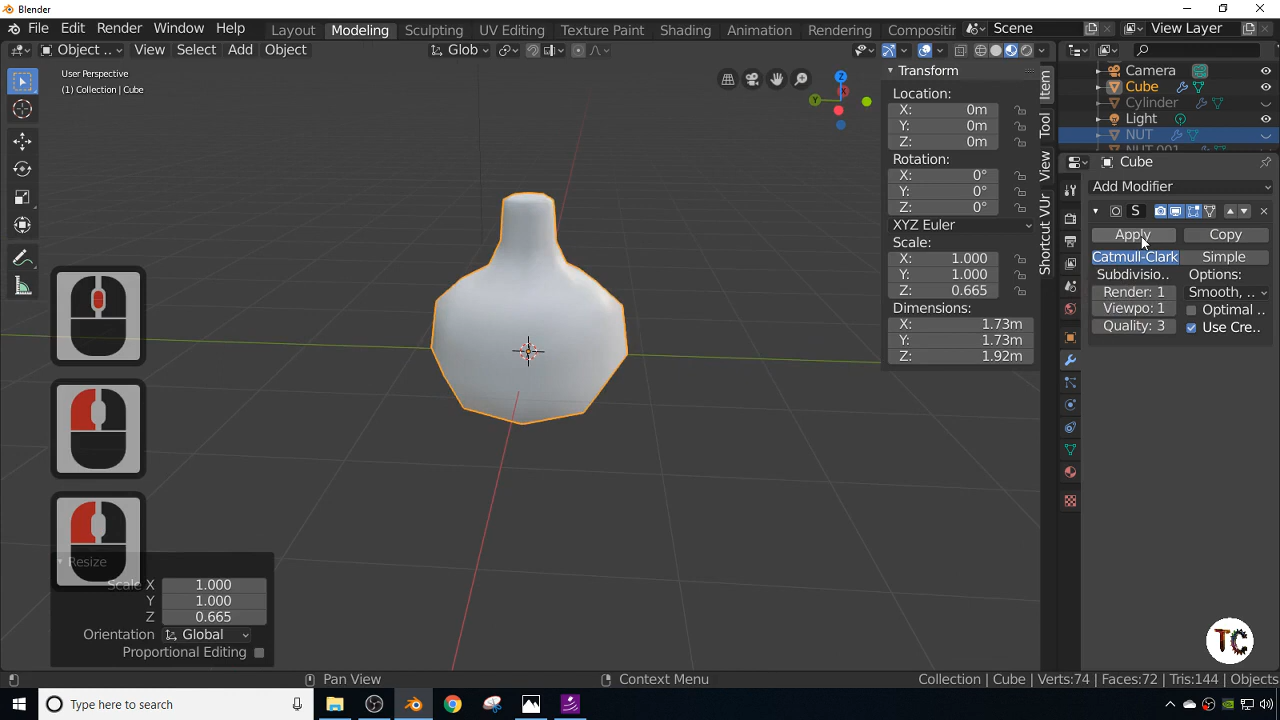 Blender
File Edit Render Window Help Layout Modeling Sculpting UV Editing Texture Paint Shading Animation Rendering Scene View Layer
Object .. View Select Add Object Glob
User Perspective
(1) Collection | Cube
Z
Y
X
Transform
Location:
X: 0m
Y: 0m
Z: 0m
Rotation:
X: 0°
Y: 0°
Z: 0°
XYZ Euler
Scale:
X: 1.000
Y: 1.000
Z: 0.665
Dimensions:
X: 1.73m
Y: 1.73m
Z: 1.92m
Item
Tool
View
Shortcut VUr
Camera
Cube
Cylinder
Light
NUT
NUT.001
Cube
Add Modifier
S
Apply Copy
Catmull-Clark Simple
Subdivisio.. Options:
Render: 1 Smooth, ..
Viewpo: 1 Optimal ..
Quality: 3 Use Cre..
Resize
Scale X 1.000
Y 1.000
Z 0.665
Orientation Global
Proportional Editing
TC
Pan View Context Menu Collection | Cube | Verts:74 | Faces:72 | Tris:144 | Objects
Type here to search